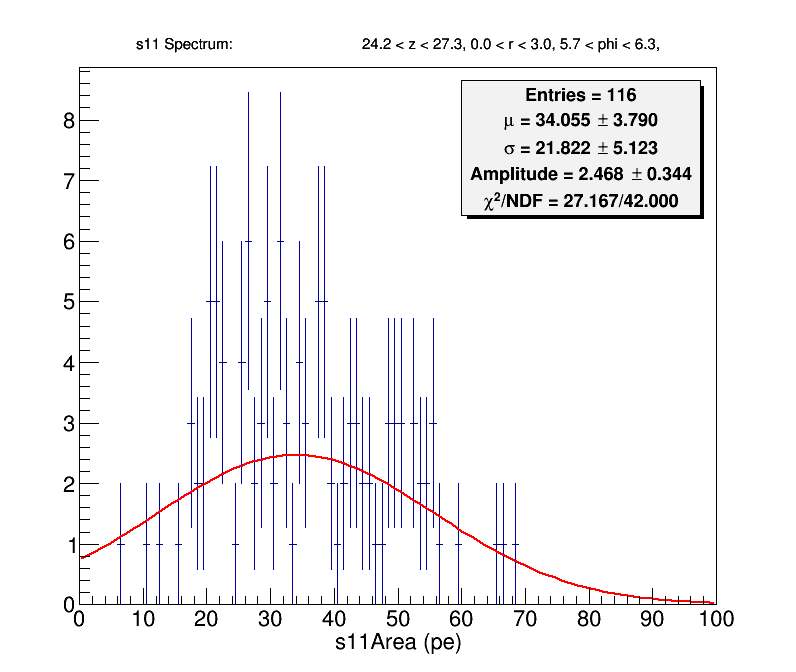 s11 Spectrum: 24.2 < z < 27.3, 0.0 < r < 3.0, 5.7 < phi < 6.3,
Entries = 116
μ = 34.055 ± 3.790
σ = 21.822 ± 5.123
Amplitude = 2.468 ± 0.344
χ²/NDF = 27.167/42.000
8
7
6
5
4
3
2
1
0
0 10 20 30 40 50 60 70 80 90 100
s11Area (pe)